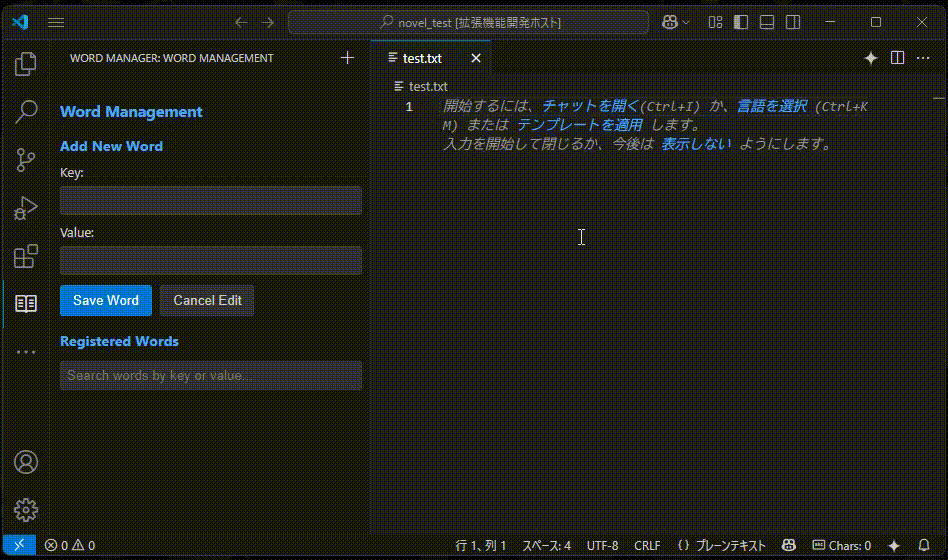 novel_test [拡張機能開発ホスト]
WORD MANAGER: WORD MANAGEMENT
test.txt
test.txt
Word Management
Add New Word
Key:
Value:
Save Word Cancel Edit
Registered Words
Search words by key or value...
1 開始するには、チャットを開く(Ctrl+I) か、言語を選択 (Ctrl+K
M) または テンプレートを適用 します。
入力を開始して閉じるか、今後は 表示しない ようにします。
0 0 行 1、列 1 スペース: 4 UTF-8 CRLF {} プレーンテキスト Chars: 0